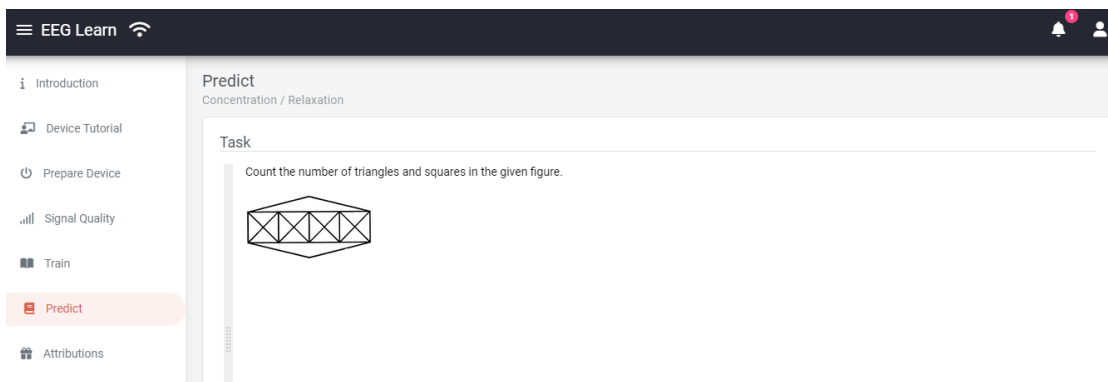 EEG Learn
1
Introduction
Device Tutorial
Prepare Device
Signal Quality
Train
Predict
Attributions
Predict
Concentration / Relaxation
Task
Count the number of triangles and squares in the given figure.